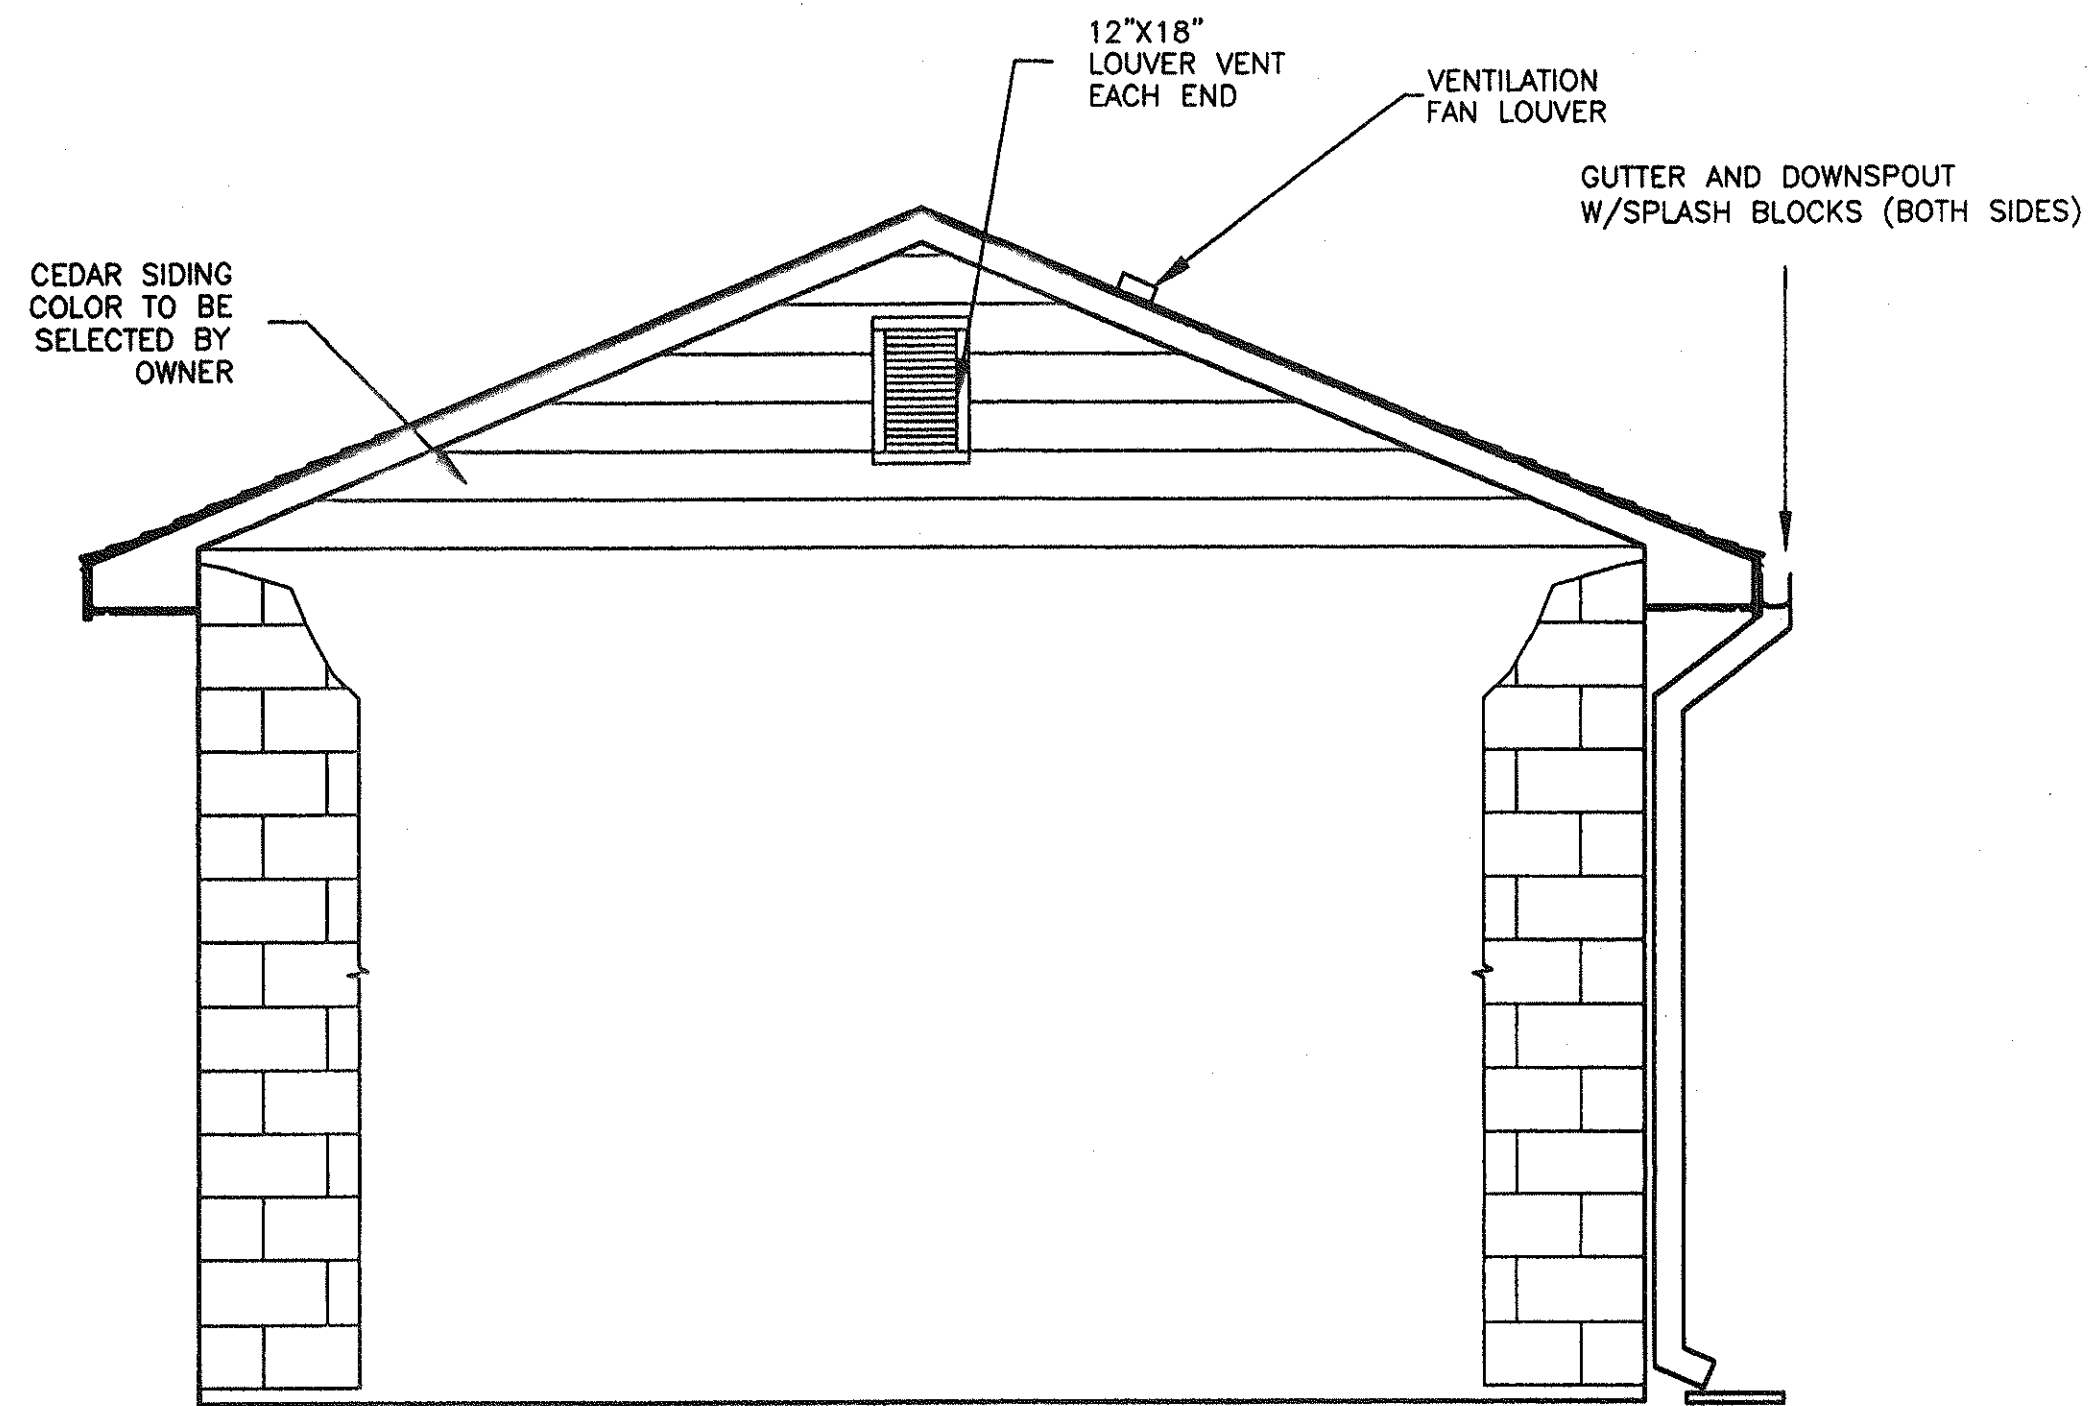 12"X18"
LOUVER VENT
EACH END
VENTILATION
FAN LOUVER
GUTTER AND DOWNSPOUT
W/SPLASH BLOCKS (BOTH SIDES)
CEDAR SIDING
COLOR TO BE
SELECTED BY
OWNER